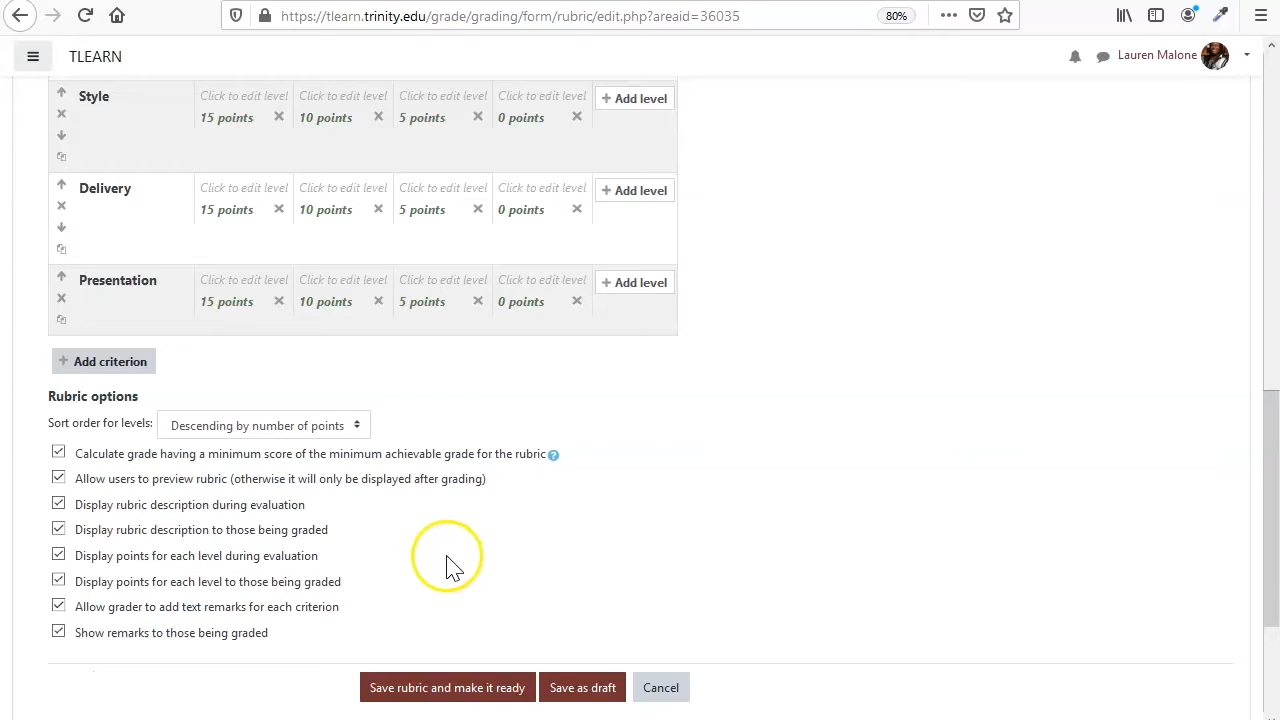 https://tlearn.trinity.edu/grade/grading/form/rubric/edit.php?areaid=36035 80%
TLEARN Lauren Malone
Style Click to edit level Click to edit level Click to edit level Click to edit level + Add level
15 points 10 points 5 points 0 points
Delivery Click to edit level Click to edit level Click to edit level Click to edit level + Add level
15 points 10 points 5 points 0 points
Presentation Click to edit level Click to edit level Click to edit level Click to edit level + Add level
15 points 10 points 5 points 0 points
+ Add criterion
Rubric options
Sort order for levels: Descending by number of points
Calculate grade having a minimum score of the minimum achievable grade for the rubric
Allow users to preview rubric (otherwise it will only be displayed after grading)
Display rubric description during evaluation
Display rubric description to those being graded
Display points for each level during evaluation
Display points for each level to those being graded
Allow grader to add text remarks for each criterion
Show remarks to those being graded
Save rubric and make it ready Save as draft Cancel